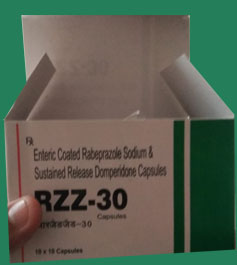 Rx
Enteric Coated Rabeprazole Sodium &
Sustained Release Domperidone Capsules
RZZ-30
Capsules
आरजेडजेड-30
10 x 10 Capsules